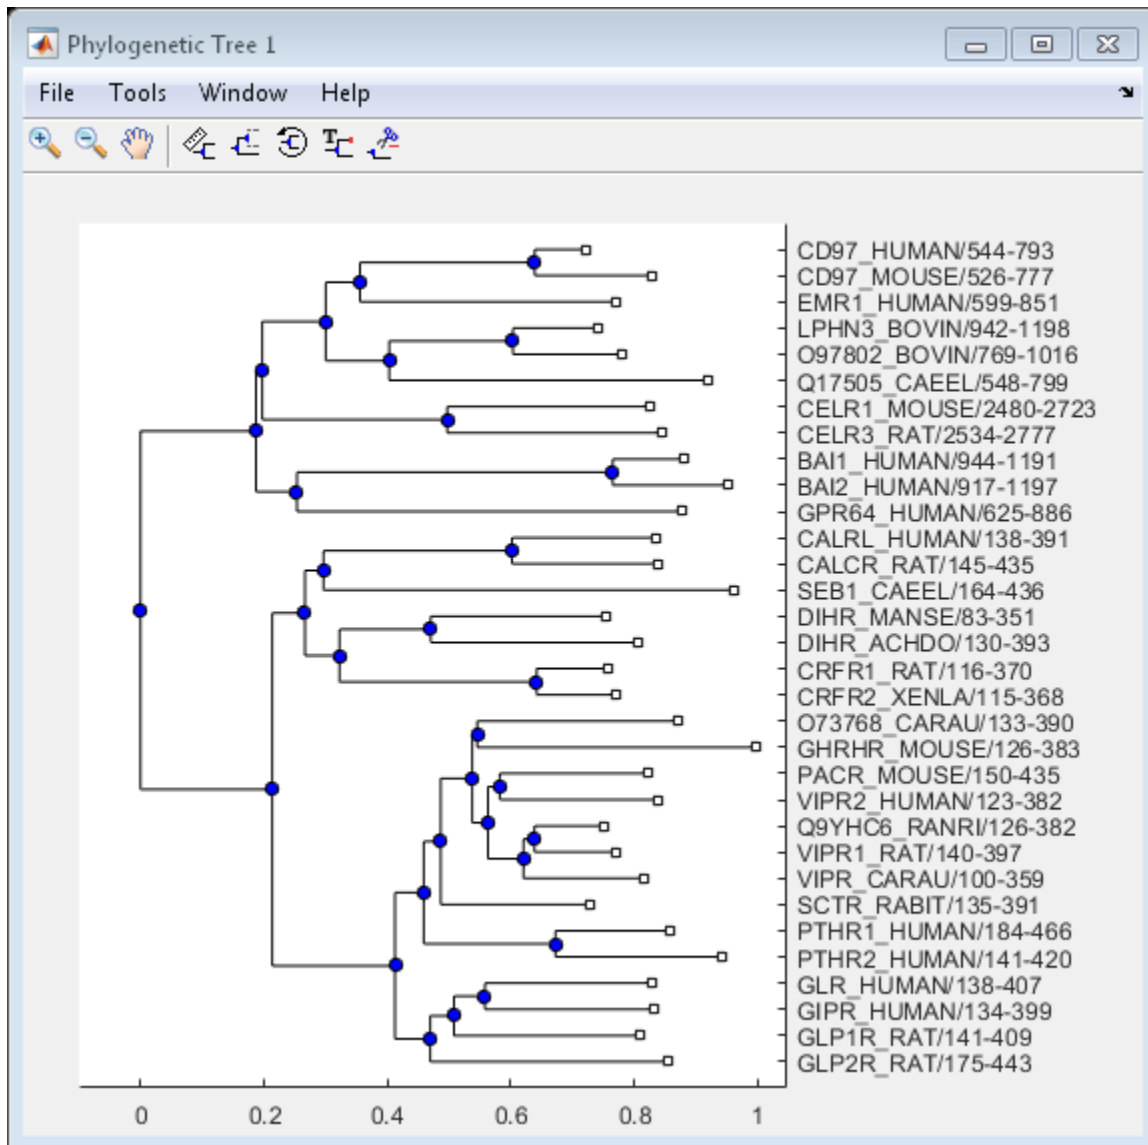 Phylogenetic Tree 1
File Tools Window Help
T
CD97_HUMAN/544-793
CD97_MOUSE/526-777
EMR1_HUMAN/599-851
LPHN3_BOVIN/942-1198
O97802_BOVIN/769-1016
Q17505_CAEEL/548-799
CELR1_MOUSE/2480-2723
CELR3_RAT/2534-2777
BAI1_HUMAN/944-1191
BAI2_HUMAN/917-1197
GPR64_HUMAN/625-886
CALRL_HUMAN/138-391
CALCR_RAT/145-435
SEB1_CAEEL/164-436
DIHR_MANSE/83-351
DIHR_ACHDO/130-393
CRFR1_RAT/116-370
CRFR2_XENLA/115-368
O73768_CARAU/133-390
GHRHR_MOUSE/126-383
PACR_MOUSE/150-435
VIPR2_HUMAN/123-382
Q9YHC6_RANRI/126-382
VIPR1_RAT/140-397
VIPR_CARAU/100-359
SCTR_RABIT/135-391
PTHR1_HUMAN/184-466
PTHR2_HUMAN/141-420
GLR_HUMAN/138-407
GIPR_HUMAN/134-399
GLP1R_RAT/141-409
GLP2R_RAT/175-443
0 0.2 0.4 0.6 0.8 1